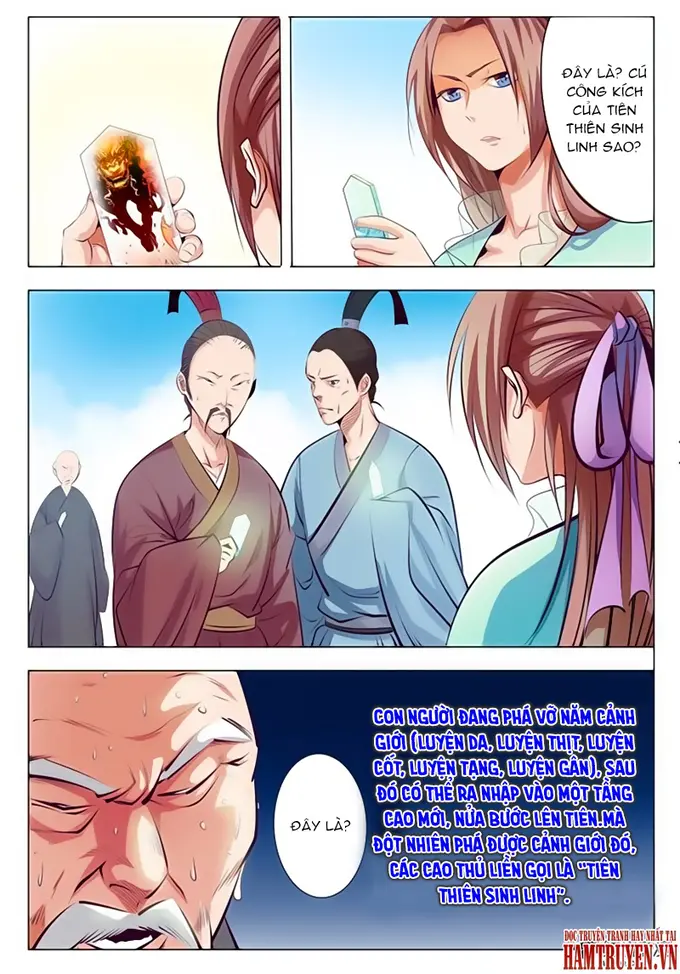 ĐÂY LÀ? CÚ
CÔNG KÍCH
CỦA TIÊN
THIÊN SINH
LINH SAO?
ĐÂY LÀ?
CON NGƯỜI ĐANG PHÁ VỠ NĂM CẢNH
GIỚI (LUYỆN DA, LUYỆN THỊT, LUYỆN
CỐT, LUYỆN TẠNG, LUYỆN GÂN), SAU
ĐÓ CÓ THỂ RA NHẬP VÀO MỘT TẦNG
CAO MỚI, NỬA BƯỚC LÊN TIÊN.MÀ
ĐỘT NHIÊN PHÁ ĐƯỢC CẢNH GIỚI ĐÓ,
CÁC CAO THỦ LIỀN GỌI LÀ "TIÊN
THIÊN SINH LINH".
ĐỌC TRUYỆN TRANH HAY NHẤT TẠI
HAMTRUYEN.VN